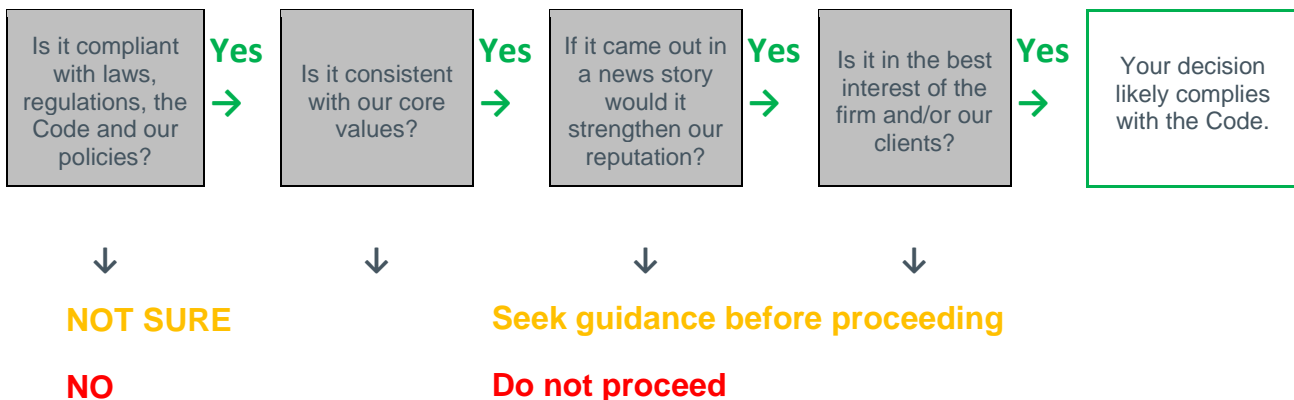 Is it compliant
with laws,
regulations, the
Code and our
policies?
Yes
→
Is it consistent
with our core
values?
Yes
→
If it came out in
a news story
would it
strengthen our
reputation?
Yes
→
Is it in the best
interest of the
firm and/or our
clients?
Yes
→
Your decision
likely complies
with the Code.
↓
↓
↓
↓
NOT SURE
Seek guidance before proceeding
NO
Do not proceed